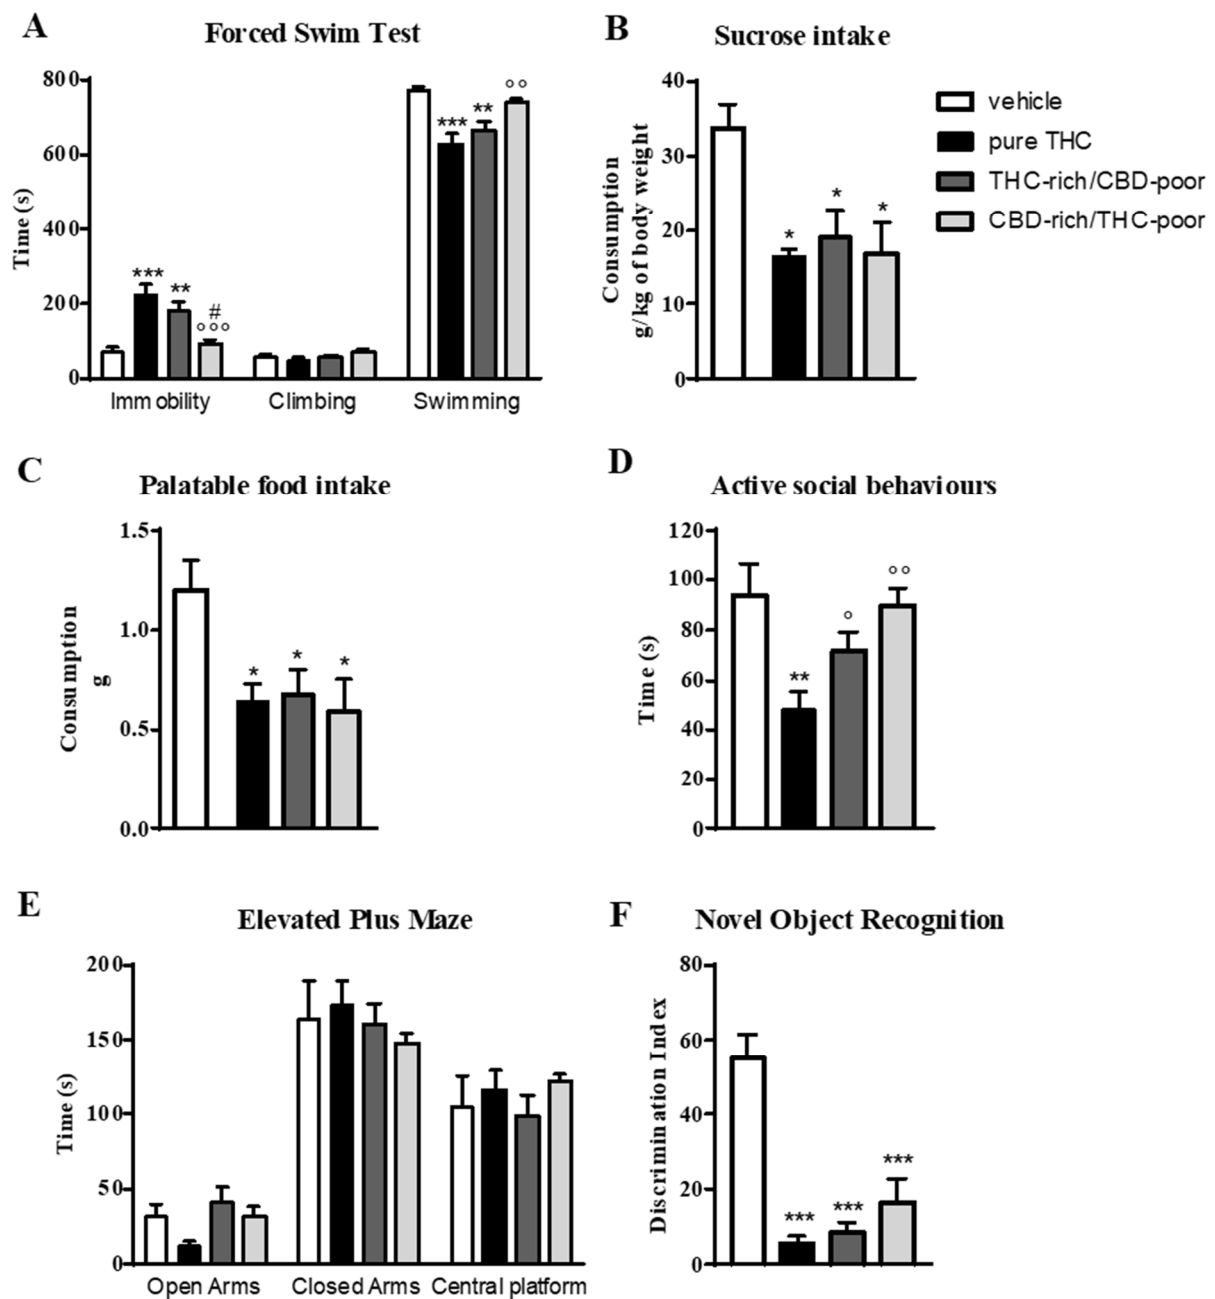 A
Forced Swim Test
Time (s)
800
600
400
200
0
***
**
#
°°°
***
**
°°
Immobility
Climbing
Swimming
B
Sucrose intake
Consumption
g/kg of body weight
40
30
20
10
0
*
*
*
vehicle
pure THC
THC-rich/CBD-poor
CBD-rich/THC-poor
C
Palatable food intake
Consumption
g
1.5
1.0
0.5
0.0
*
*
*
D
Active social behaviours
Time (s)
120
100
80
60
40
20
0
**
°
°°
E
Elevated Plus Maze
Time (s)
200
150
100
50
0
Open Arms
Closed Arms
Central platform
F
Novel Object Recognition
Discrimination Index
80
60
40
20
0
***
***
***